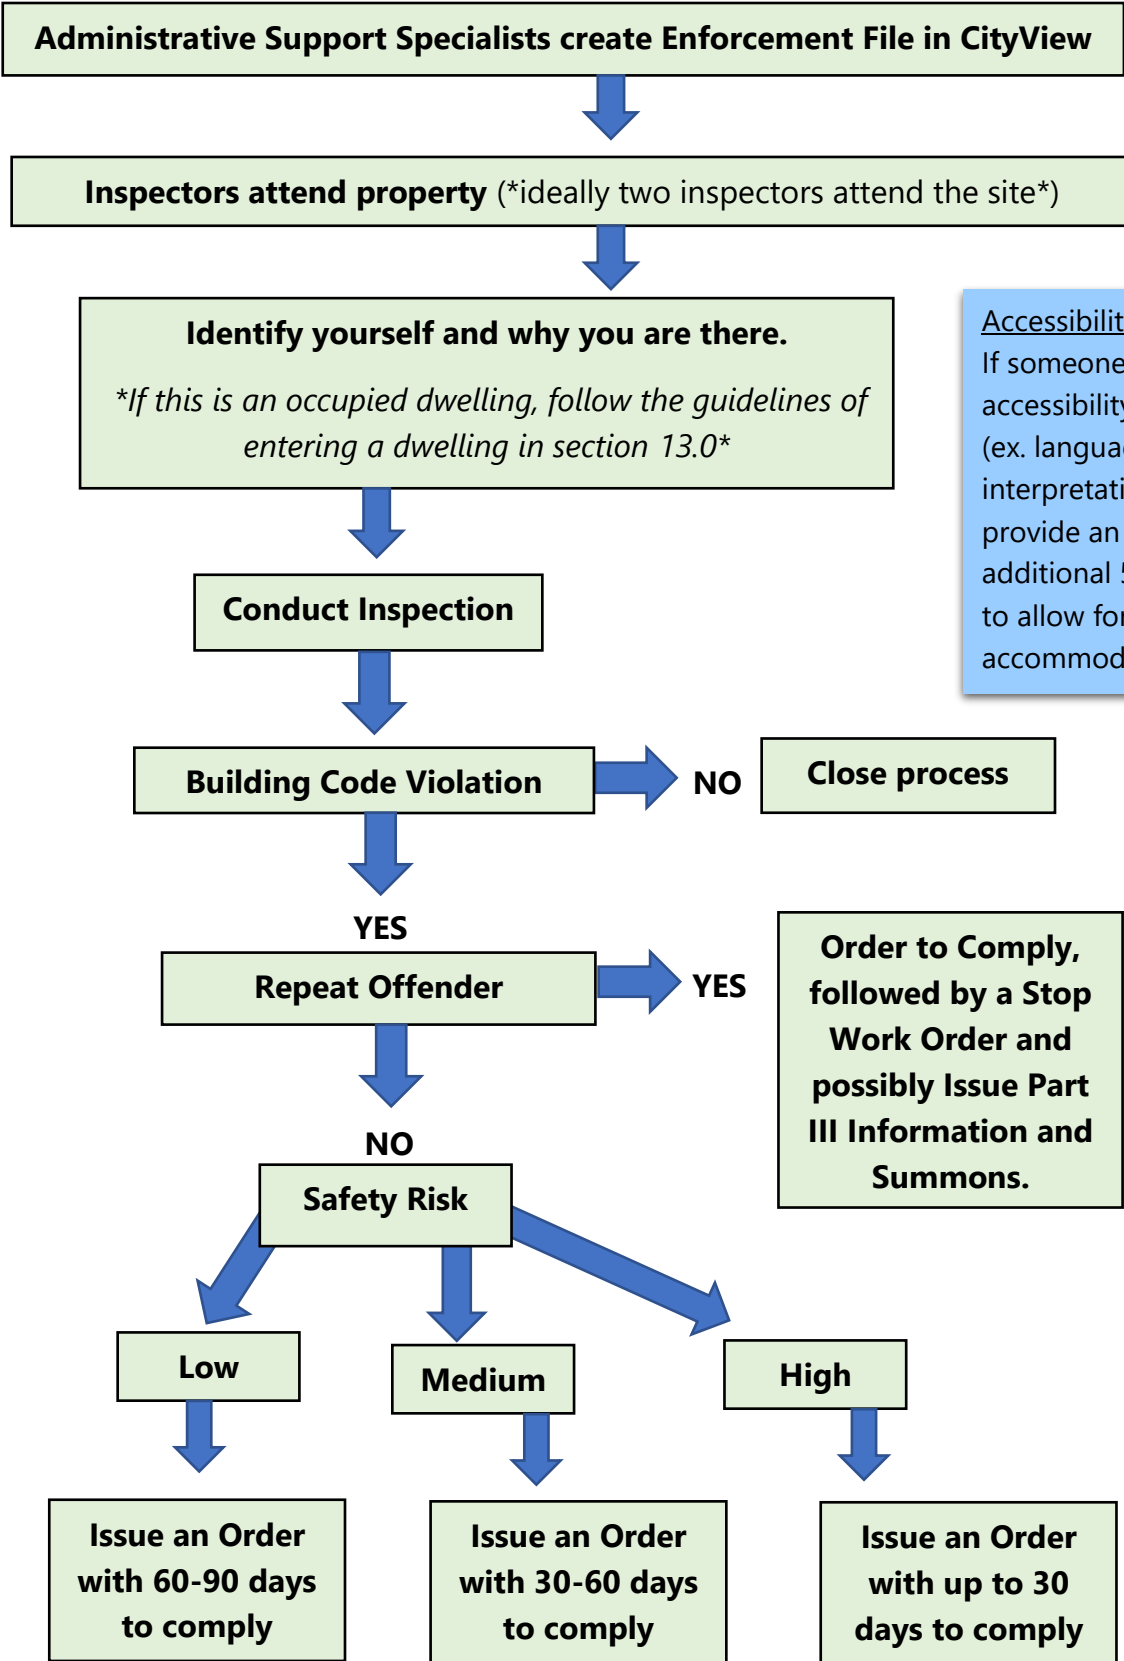 Administrative Support Specialists create Enforcement File in CityView
Inspectors attend property (*ideally two inspectors attend the site*)
Identify yourself and why you are there.
*If this is an occupied dwelling, follow the guidelines of
entering a dwelling in section 13.0*
If someone
(ex.
provide an
additional
to allow
Conduct Inspection
Building Code Violation
NO
Close process
YES
Repeat Offender
YES
Order to Comply,
followed by a Stop
Work Order and
possibly Issue Part
III Information and
Summons.
NO
Safety Risk
Low
Medium
High
Issue an Order
with 60-90 days
to comply
Issue an Order
with 30-60 days
to comply
Issue an Order
with up to 30
days to comply